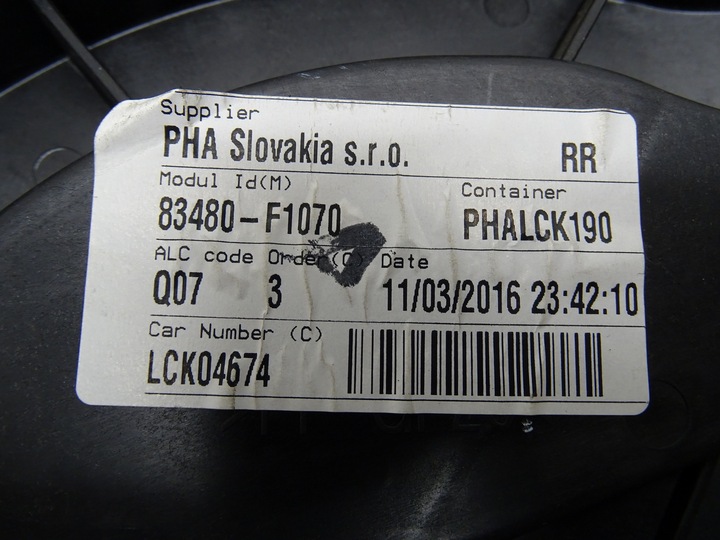 Supplier
PHA Slovakia s.r.o. RR
Modul Id(M) Container
83480-F1070 PHALCK190
ALC code Order(C) Date
Q07 3 11/03/2016 23:42:10
Car Number (C)
LCK04674